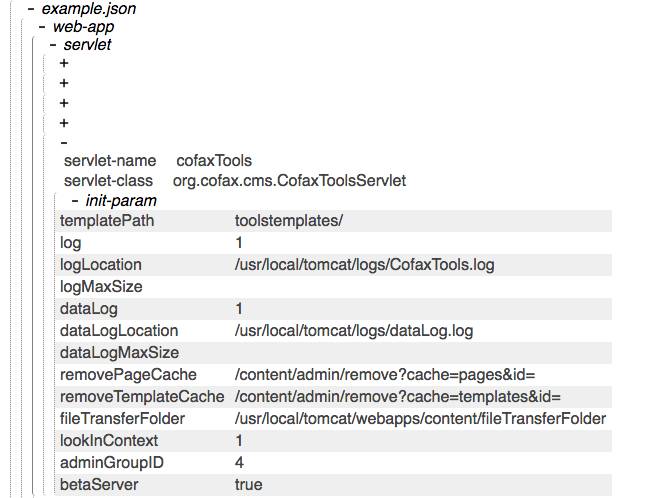 - example.json
- web-app
- servlet
+
+
+
+
-
servlet-name cofaxTools
servlet-class org.cofax.cms.CofaxToolsServlet
- init-param
templatePath toolstemplates/
log 1
logLocation /usr/local/tomcat/logs/CofaxTools.log
logMaxSize
dataLog 1
dataLogLocation /usr/local/tomcat/logs/dataLog.log
dataLogMaxSize
removePageCache /content/admin/remove?cache=pages&id=
removeTemplateCache /content/admin/remove?cache=templates&id=
fileTransferFolder /usr/local/tomcat/webapps/content/fileTransferFolder
lookInContext 1
adminGroupID 4
betaServer true